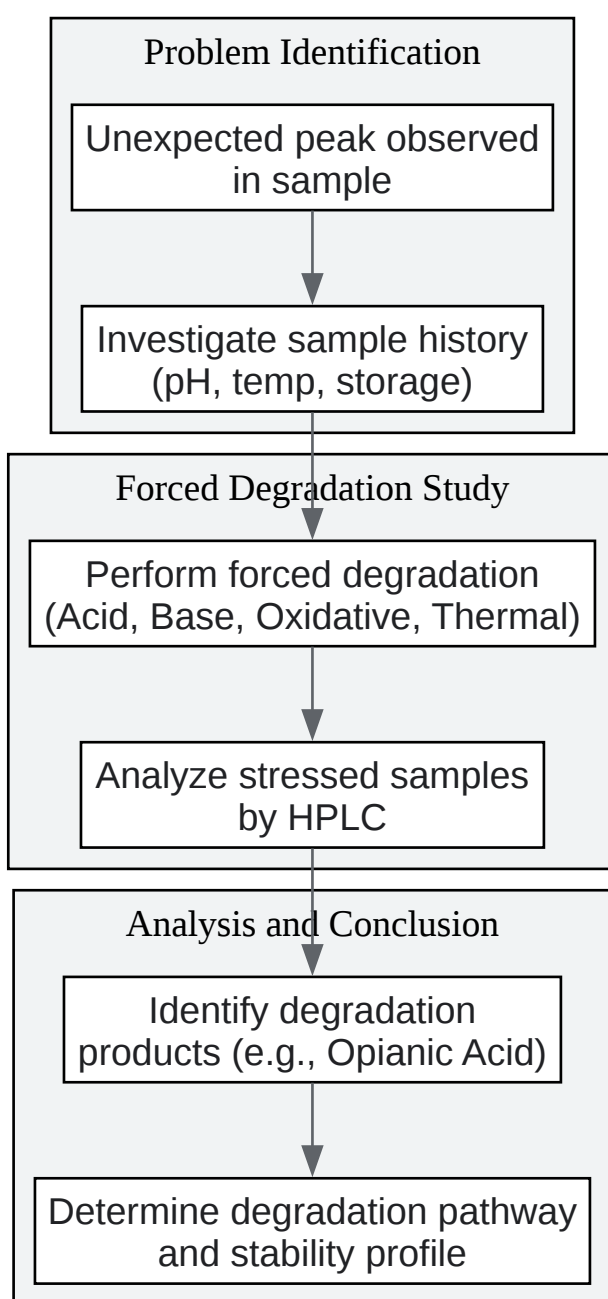 Problem Identification
Unexpected peak observed
in sample
Investigate sample history
(pH, temp, storage)
Forced Degradation Study
Perform forced degradation
(Acid, Base, Oxidative, Thermal)
Analyze stressed samples
by HPLC
Analysis and Conclusion
Identify degradation
products (e.g., Opianic Acid)
Determine degradation pathway
and stability profile